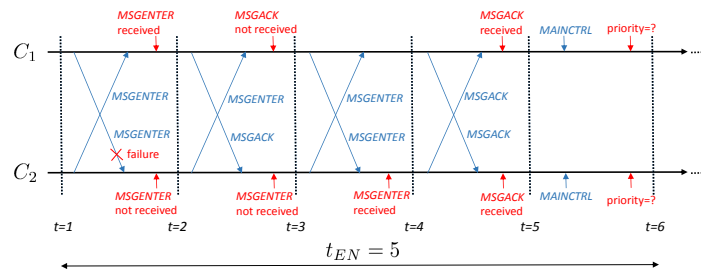 MSGENTER
received
MSGACK
not received
MSGACK
received
MAINCTRL
priority=?
C1
MSGENTER
MSGENTER
MSGENTER
MSGACK
MSGENTER
MSGACK
MSGENTER
MSGACK
failure
C2
MSGENTER
not received
MSGENTER
not received
MSGENTER
received
MSGACK
received
MAINCTRL
priority=?
t=1
t=2
t=3
t=4
t=5
t=6
tEN = 5